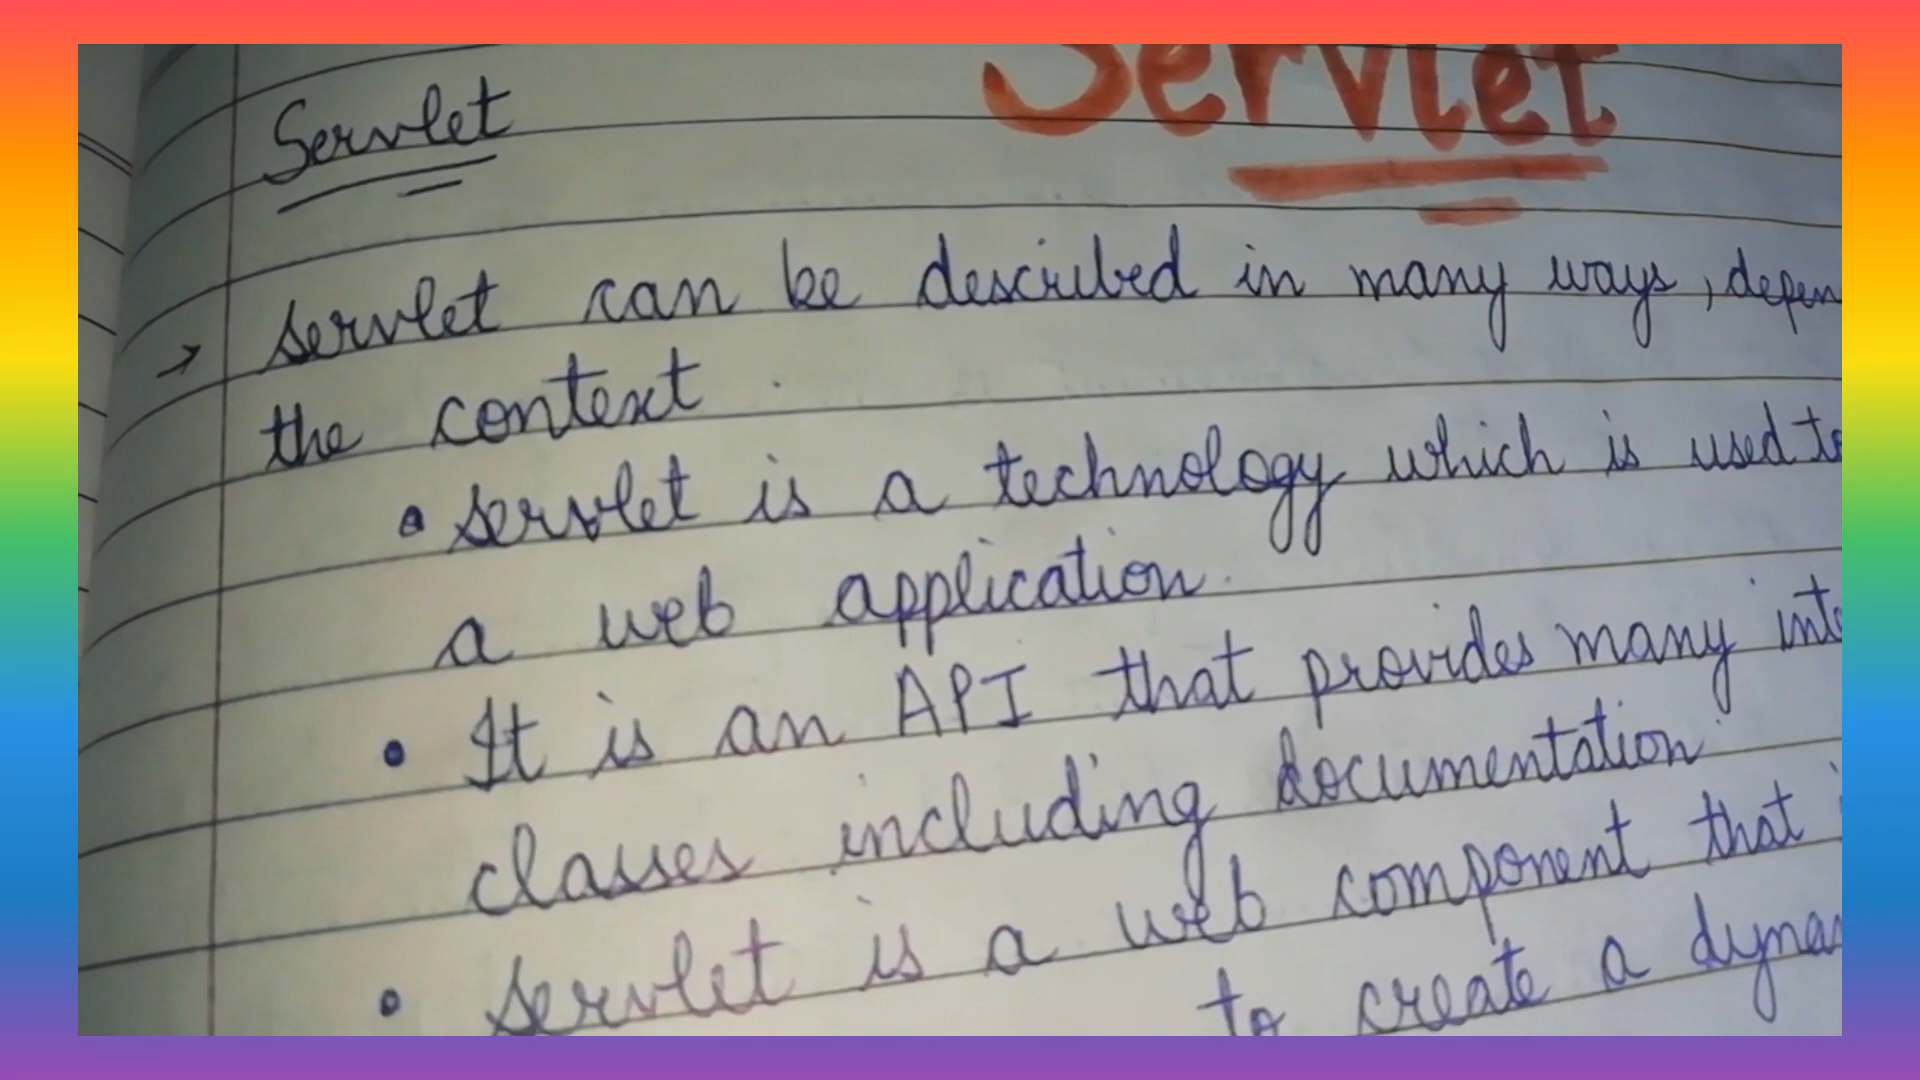 Servlet
Servlet
→ servlet can be described in many ways, depen
the context.
• servlet is a technology which is used to
a web application.
• It is an API that provides many inte
classes including documentation.
• servlet is a web component that i
to create a dynam